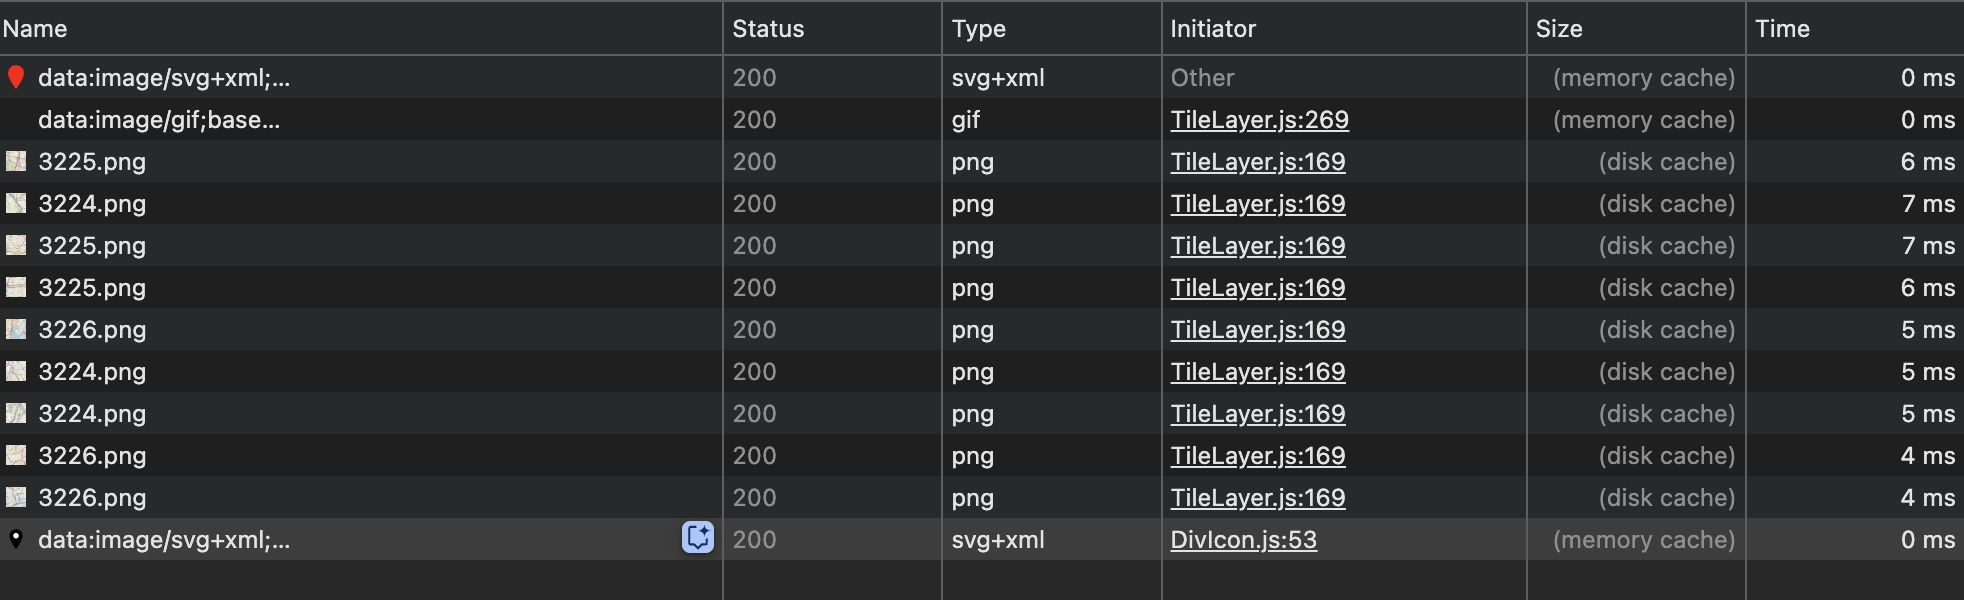 Name Status Type Initiator Size Time
data:image/svg+xml;... 200 svg+xml Other (memory cache) 0 ms
data:image/gif;base... 200 gif TileLayer.js:269 (memory cache) 0 ms
3225.png 200 png TileLayer.js:169 (disk cache) 6 ms
3224.png 200 png TileLayer.js:169 (disk cache) 7 ms
3225.png 200 png TileLayer.js:169 (disk cache) 7 ms
3225.png 200 png TileLayer.js:169 (disk cache) 6 ms
3226.png 200 png TileLayer.js:169 (disk cache) 5 ms
3224.png 200 png TileLayer.js:169 (disk cache) 5 ms
3224.png 200 png TileLayer.js:169 (disk cache) 5 ms
3226.png 200 png TileLayer.js:169 (disk cache) 4 ms
3226.png 200 png TileLayer.js:169 (disk cache) 4 ms
data:image/svg+xml;... 200 svg+xml DivIcon.js:53 (memory cache) 0 ms